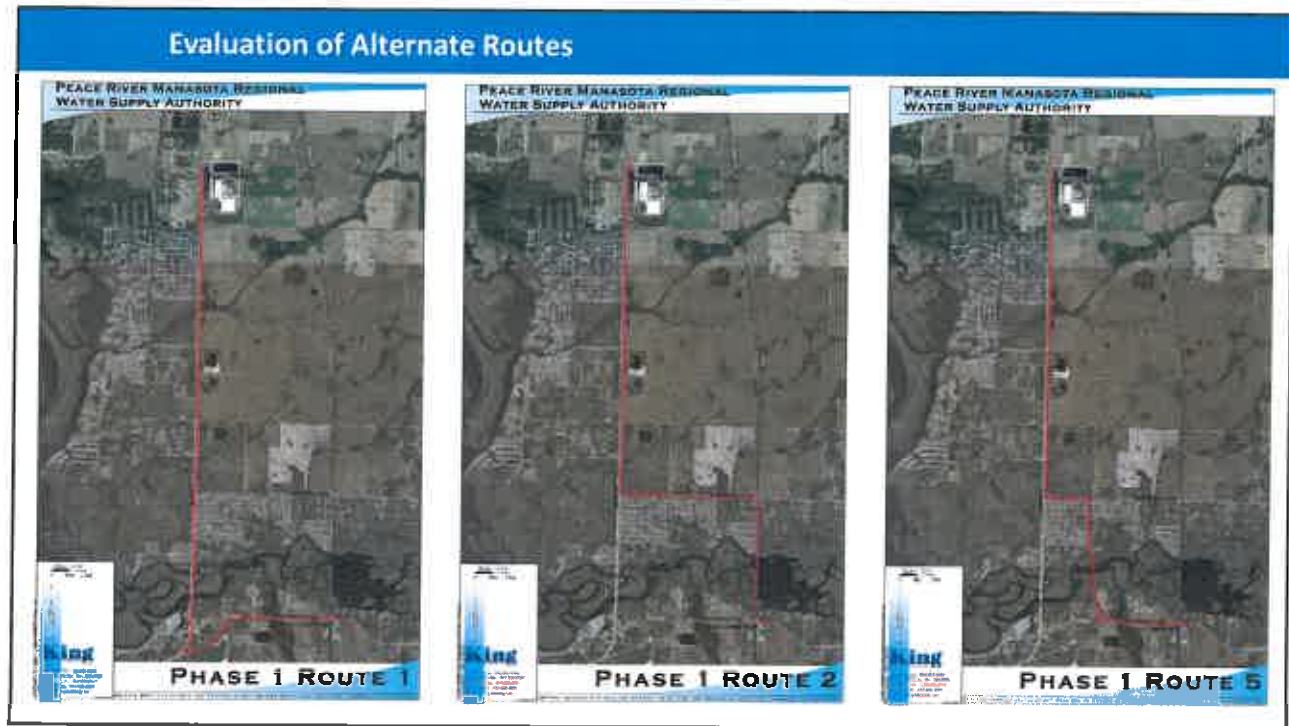 Evaluation of Alternate Routes
PEACE RIVER MANASOTA REGIONAL
WATER SUPPLY AUTHORITY
King
PHASE 1 ROUTE 1
PEACE RIVER MANASOTA REGIONAL
WATER SUPPLY AUTHORITY
King
PHASE 1 ROUTE 2
PEACE RIVER MANASOTA REGIONAL
WATER SUPPLY AUTHORITY
King
PHASE 1 ROUTE 5